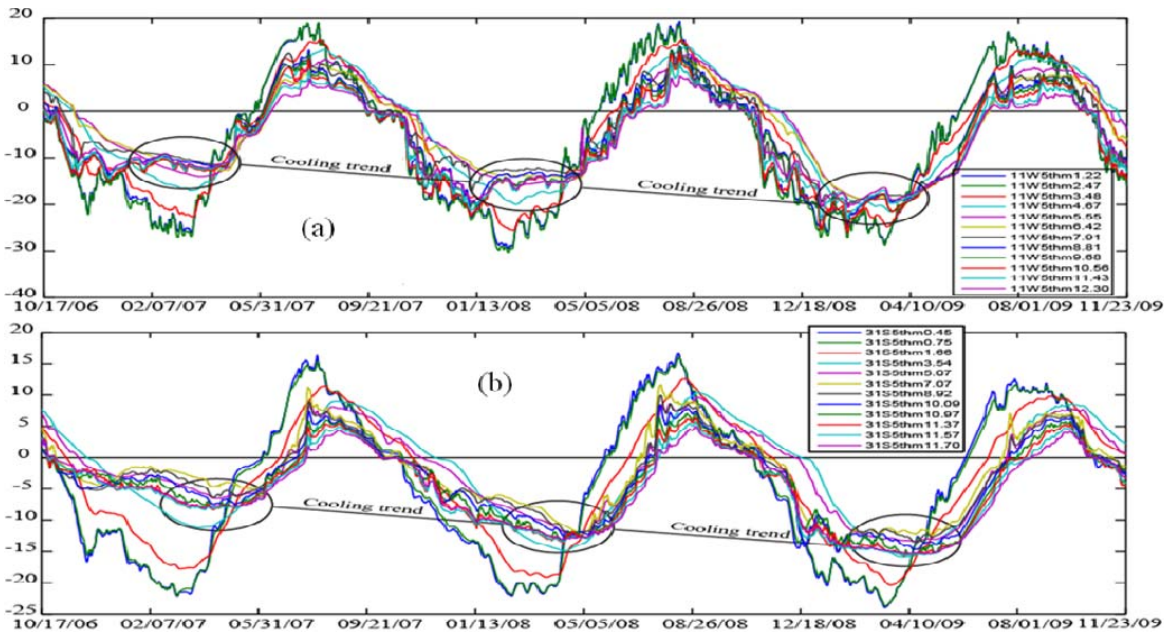 20
10
0
-10
-20
-30
-40
Cooling trend
Cooling trend
(a)
11W5thm1.22
11W5thm2.47
11W5thm3.48
11W5thm4.67
11W5thm5.55
11W5thm6.42
11W5thm7.91
11W5thm8.81
11W5thm9.68
11W5thm10.56
11W5thm11.43
11W5thm12.30
10/17/06 02/07/07 05/31/07 09/21/07 01/13/08 05/05/08 08/26/08 12/18/08 04/10/09 08/01/09 11/23/09
20
15
10
5
0
-5
-10
-15
-20
-25
(b)
31S5thm0.45
31S5thm0.75
31S5thm1.66
31S5thm3.54
31S5thm5.07
31S5thm7.07
31S5thm8.92
31S5thm10.09
31S5thm10.97
31S5thm11.37
31S5thm11.57
31S5thm11.70
Cooling trend
Cooling trend
10/17/06 02/07/07 05/31/07 09/21/07 01/13/08 05/05/08 08/26/08 12/18/08 04/10/09 08/01/09 11/23/09